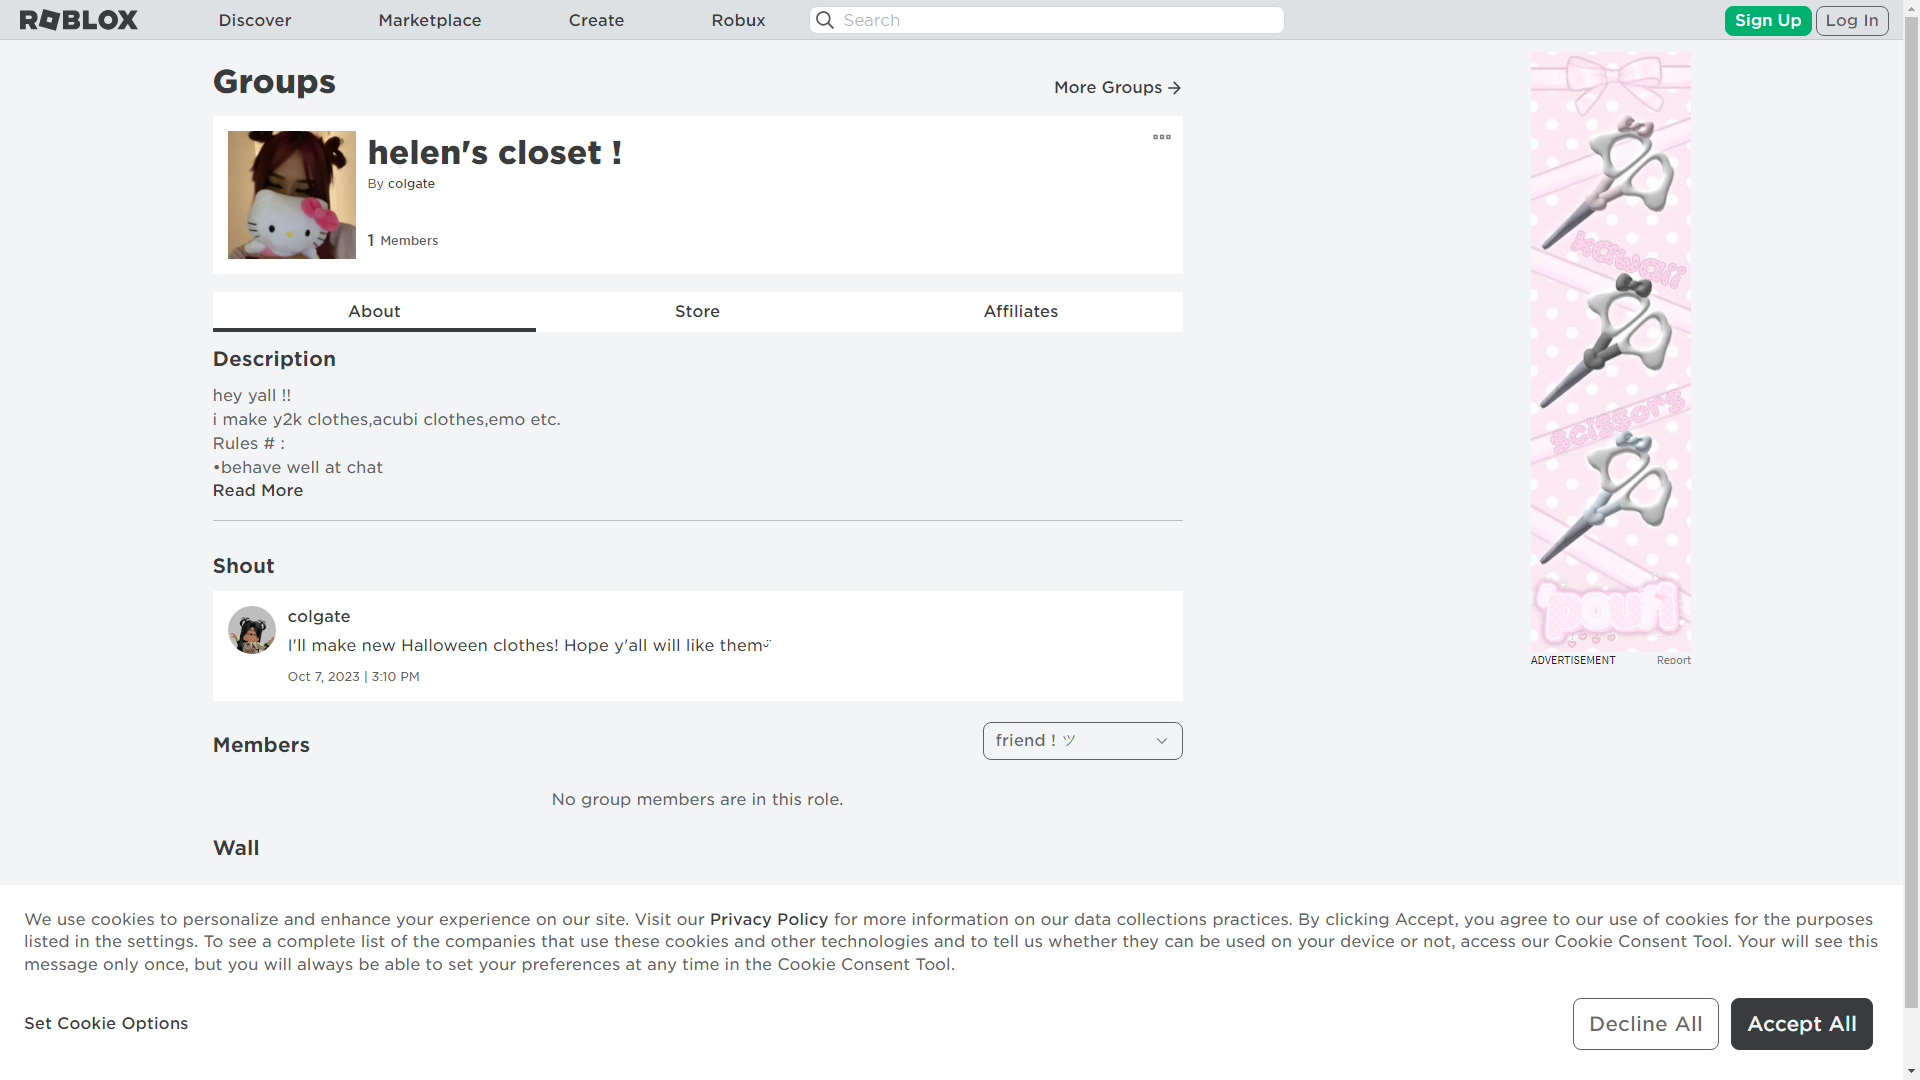 ROBLOX
Discover
Marketplace
Create
Robux
Search
Sign Up
Log In
Groups
More Groups
helen's closet !
By colgate
1 Members
About
Store
Affiliates
Description
hey yall !!
i make y2k clothes,acubi clothes,emo etc.
Rules # :
•behave well at chat
Read More
Shout
colgate
I'll make new Halloween clothes! Hope y'all will like them
Oct 7, 2023 | 3:10 PM
Members
friend ! ツ
No group members are in this role.
Wall
kawaii
scissors
'poufl
ADVERTISEMENT
Report
We use cookies to personalize and enhance your experience on our site. Visit our Privacy Policy for more information on our data collections practices. By clicking Accept, you agree to our use of cookies for the purposes
listed in the settings. To see a complete list of the companies that use these cookies and other technologies and to tell us whether they can be used on your device or not, access our Cookie Consent Tool. Your will see this
message only once, but you will always be able to set your preferences at any time in the Cookie Consent Tool.
Set Cookie Options
Decline All
Accept All